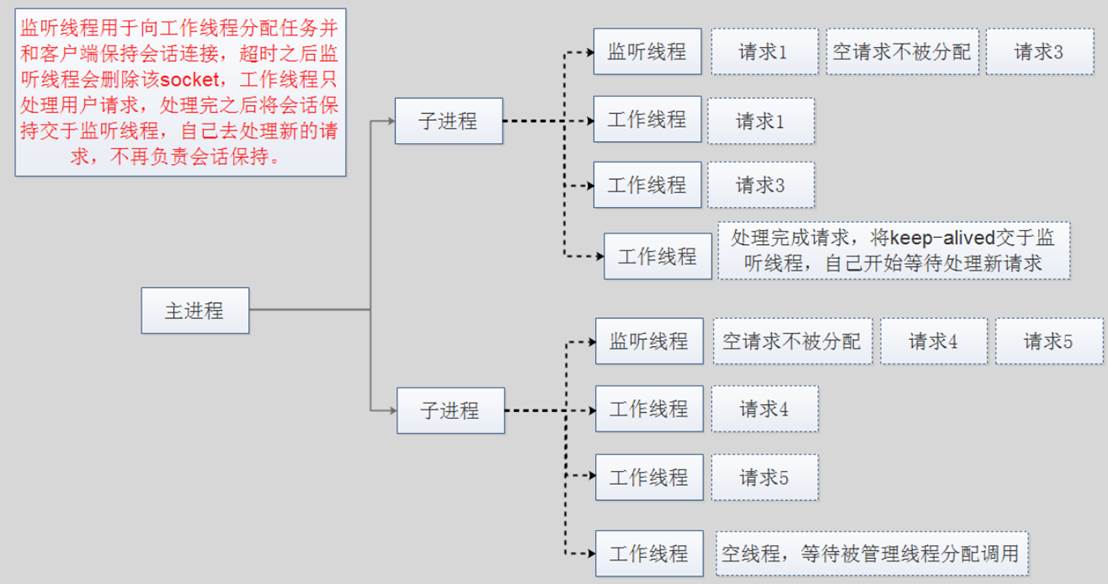 监听线程用于向工作线程分配任务并
和客户端保持会话连接，超时之后监
听线程会删除该socket，工作线程只
处理用户请求，处理完之后将会话保
持交于监听线程，自己去处理新的请
求，不再负责会话保持。
主进程
子进程
监听线程 请求1 空请求不被分配 请求3
工作线程 请求1
工作线程 请求3
工作线程 处理完成请求，将keep-alived交于监
听线程，自己开始等待处理新请求
子进程
监听线程 空请求不被分配 请求4 请求5
工作线程 请求4
工作线程 请求5
工作线程 空线程，等待被管理线程分配调用